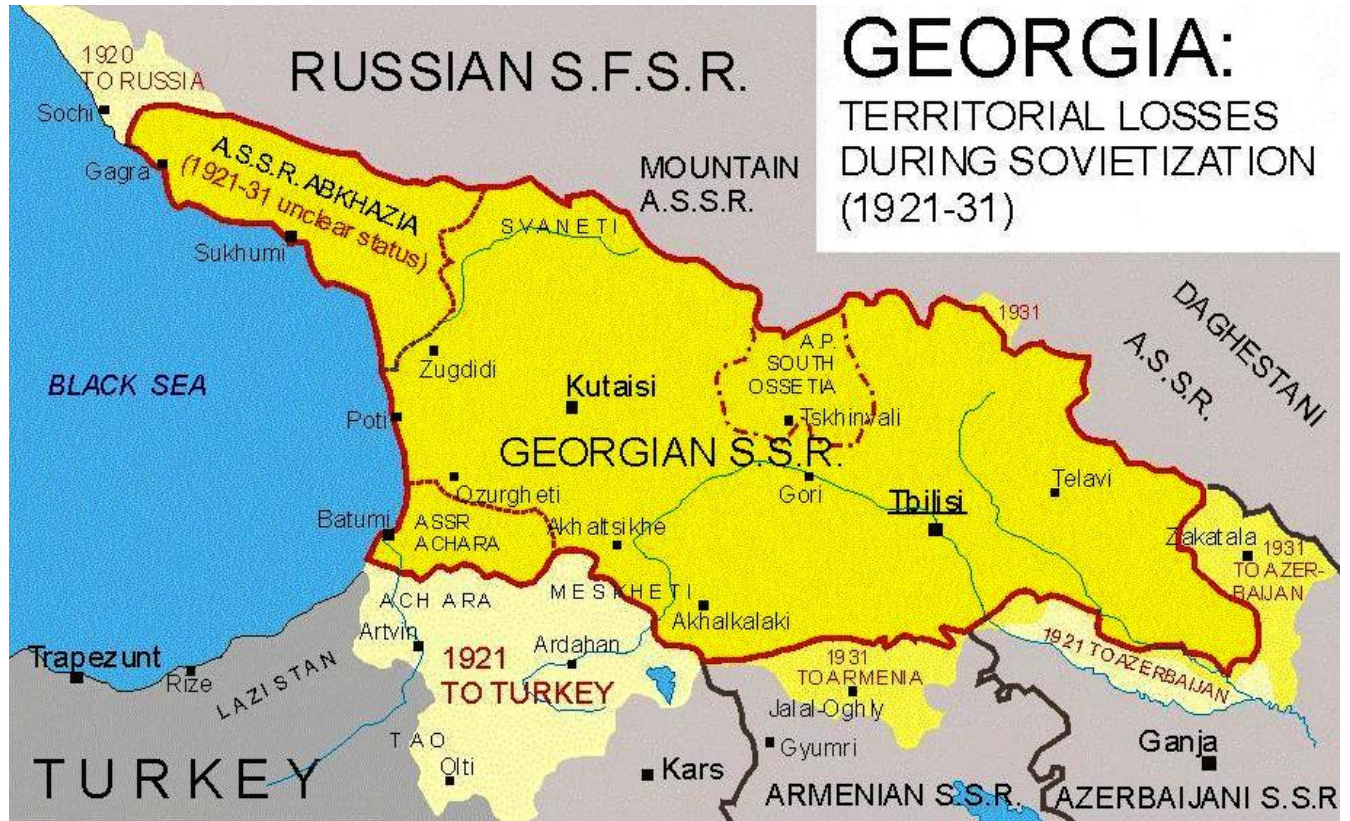 GEORGIA:
TERRITORIAL LOSSES
DURING SOVIETIZATION
(1921-31)
1920
TO RUSSIA
RUSSIAN S.F.S.R.
Sochi
A.S.S.R. ABKHAZIA
(1921-31 unclear status)
Gagra
MOUNTAIN
A.S.S.R.
SVANETI
Sukhumi
DAGHESTANI
A.S.S.R.
1931
A.P.
SOUTH
OSSETIA
Zugdidi
BLACK SEA
Kutaisi
Poti
Tskhinvali
GEORGIAN S.S.R.
Ozurgheti
Gori
Telavi
Tbilisi
Batumi
ASSR
ACHARA
Akhaltsikhe
Zakatala
1931
TO AZER-
BAIJAN
ACHARA
MESKHETI
Akhalkalaki
Artvin
Ardahan
1921
TO TURKEY
1931
TO ARMENIA
1921 TO AZERBAIJAN
Trapezunt
Rize
LAZISTAN
Jalal-Oghly
TAO
Gyumri
Ganja
Olti
Kars
TURKEY
ARMENIAN S.S.R.
AZERBAIJANI S.S.R